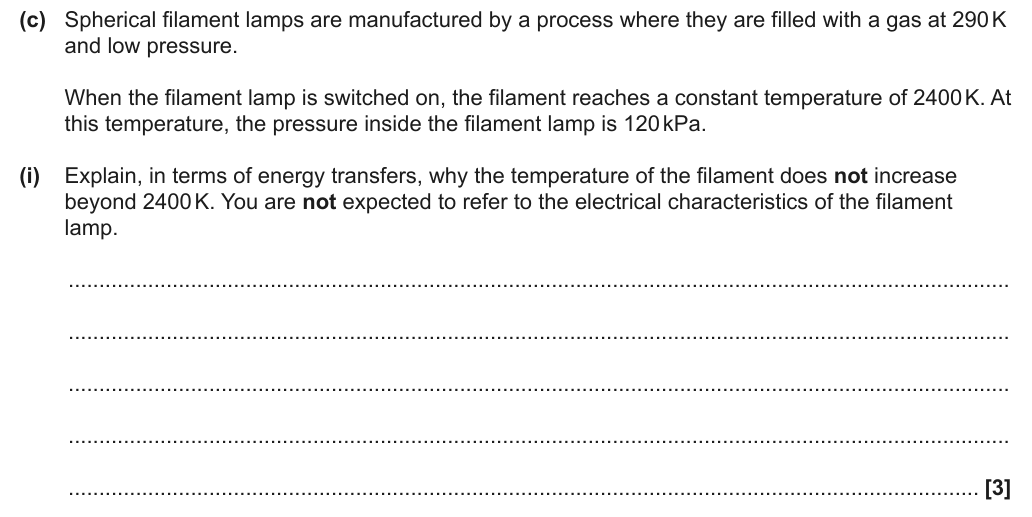 (c) Spherical filament lamps are manufactured by a process where they are filled with a gas at 290 K
and low pressure.
When the filament lamp is switched on, the filament reaches a constant temperature of 2400 K. At
this temperature, the pressure inside the filament lamp is 120 kPa.
(i) Explain, in terms of energy transfers, why the temperature of the filament does not increase
beyond 2400 K. You are not expected to refer to the electrical characteristics of the filament
lamp.
[3]